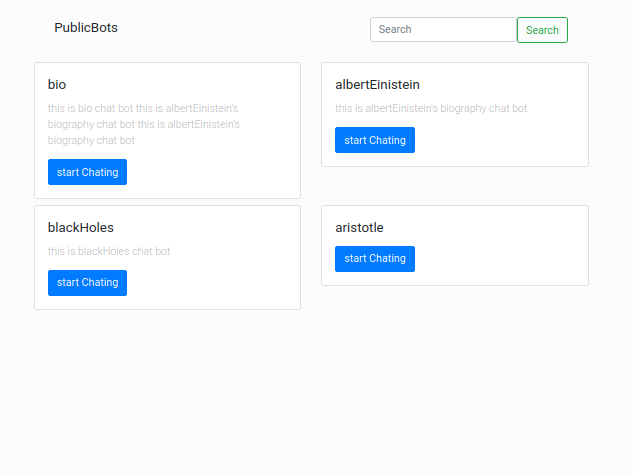 PublicBots
Search
Search
bio
this is bio chat bot this is albertEinistein's
biography chat bot this is albertEinistein's
biography chat bot
start Chating
albertEinistein
this is albertEinistein's biography chat bot
start Chating
blackHoles
this is blackHoles chat bot
start Chating
aristotle
start Chating